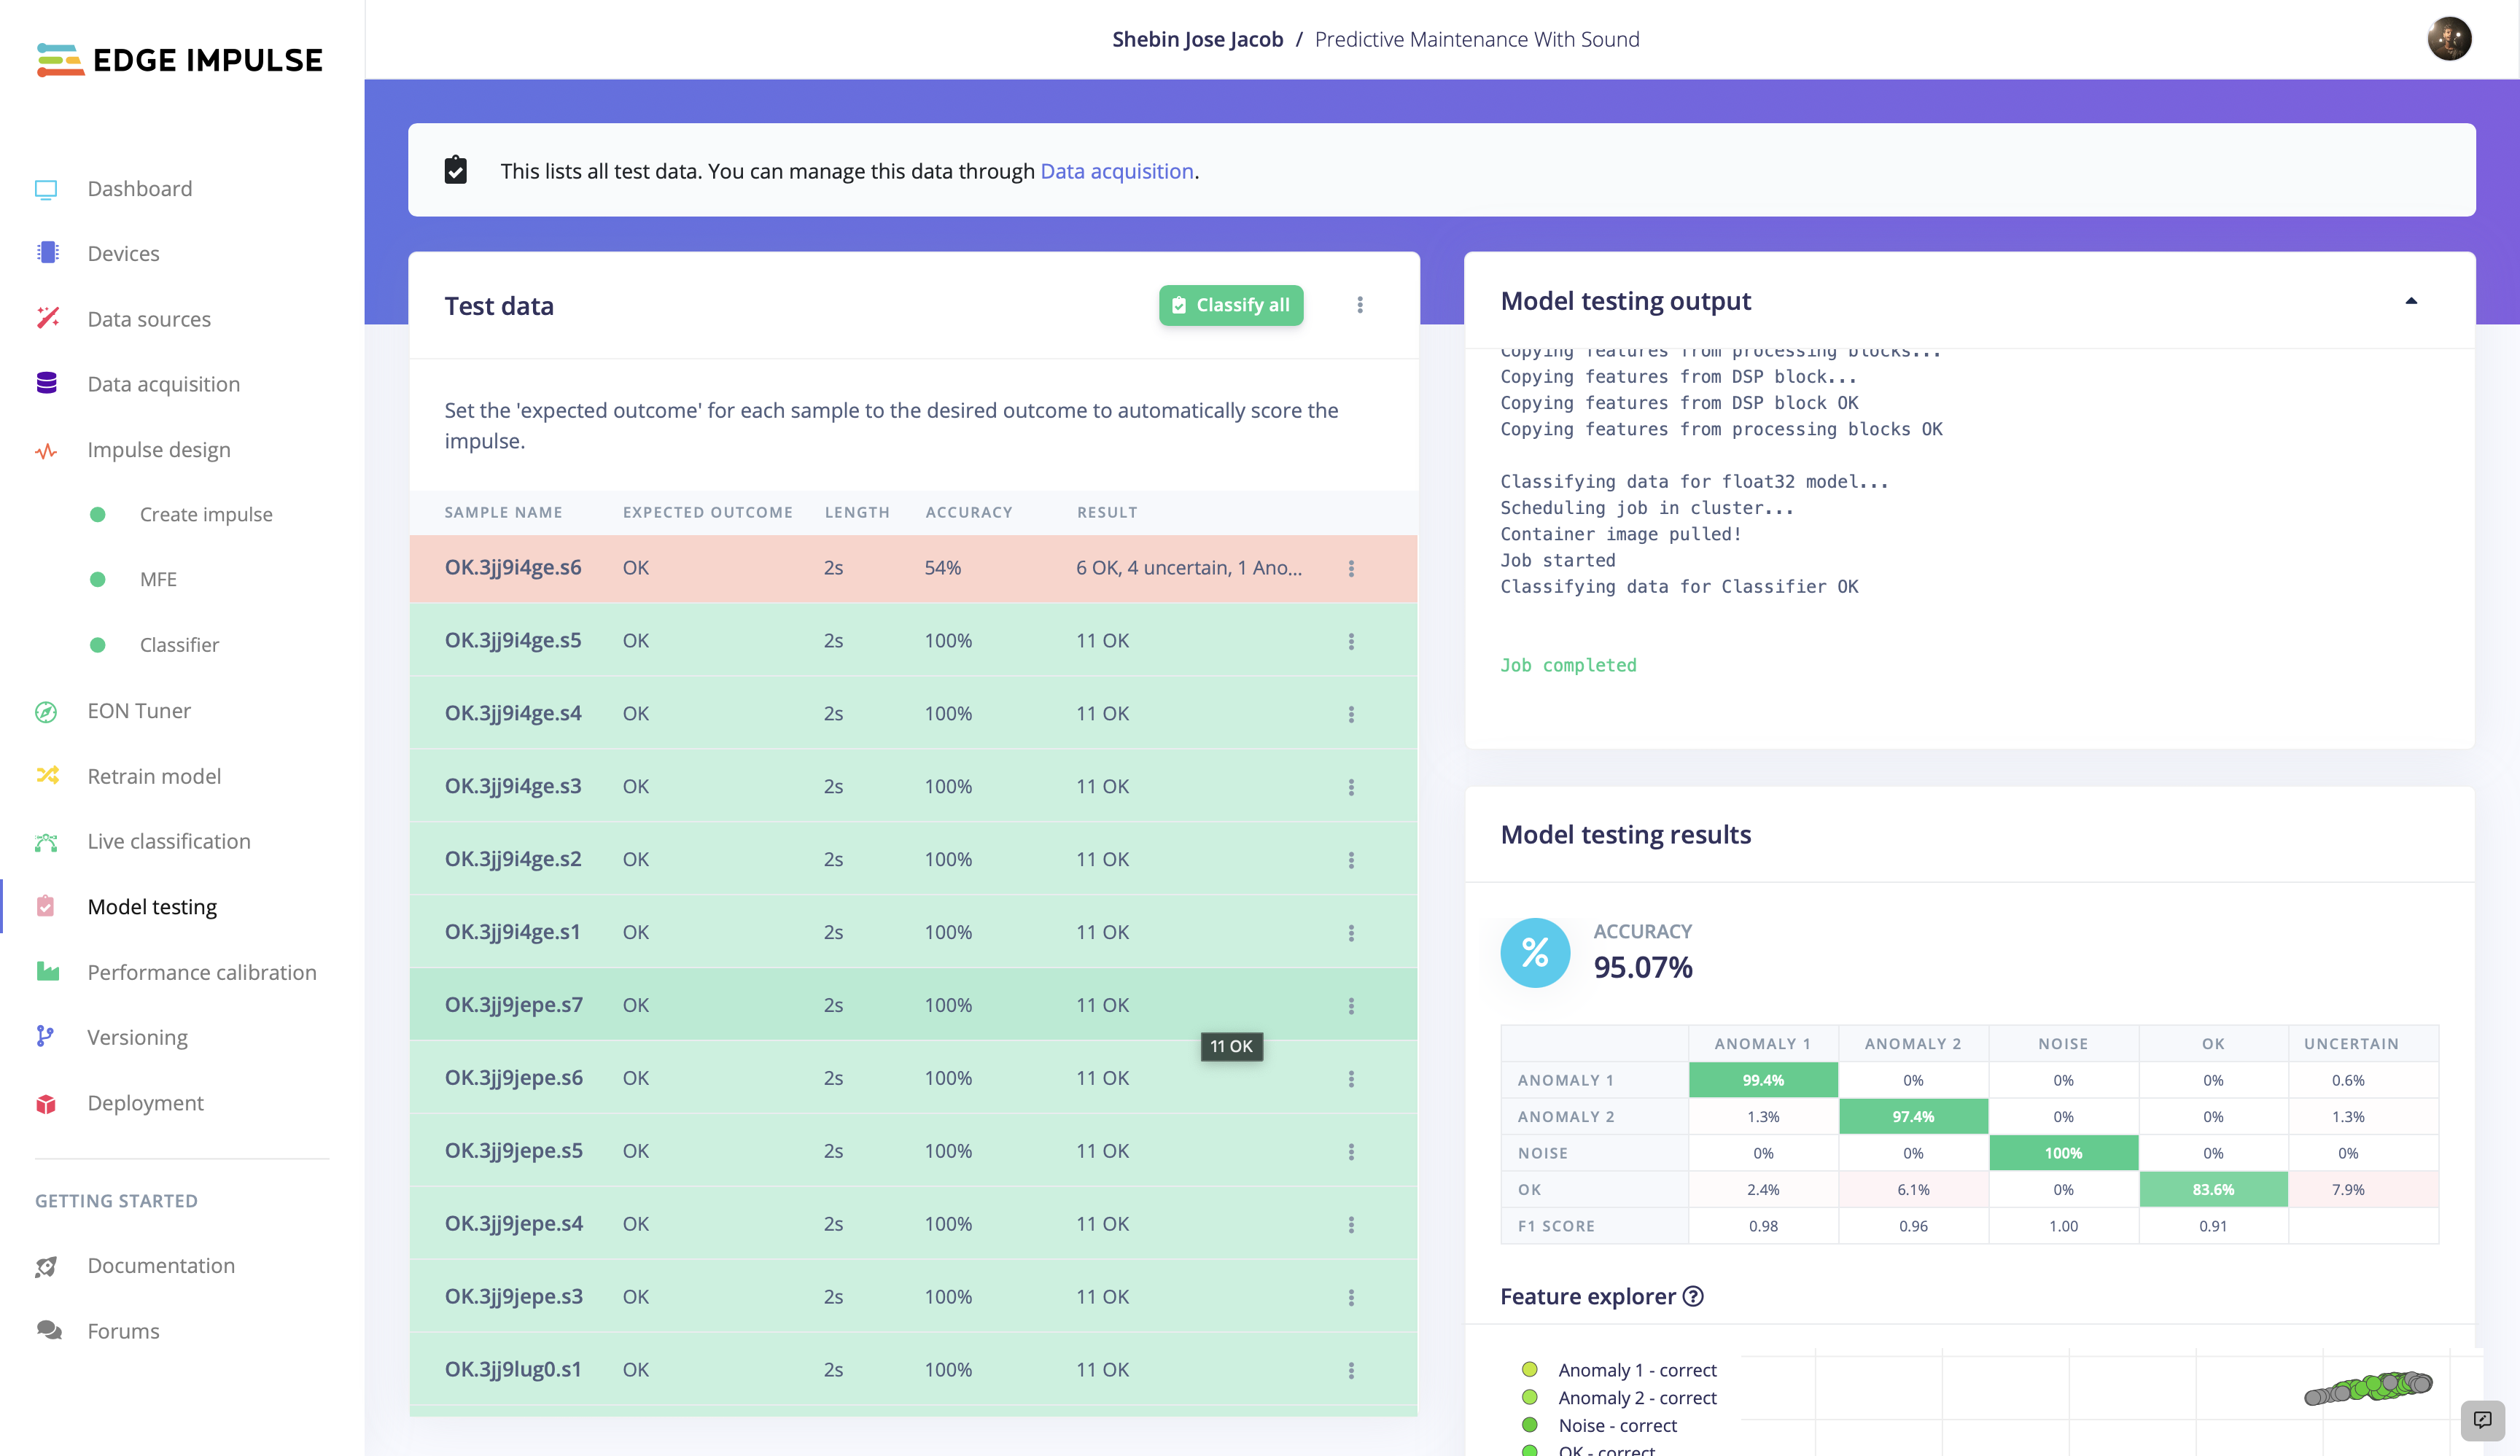 EDGE IMPULSE
Shebin Jose Jacob / Predictive Maintenance With Sound
Dashboard
Devices
Data sources
Data acquisition
Impulse design
Create impulse
MFE
Classifier
EON Tuner
Retrain model
Live classification
Model testing
Performance calibration
Versioning
Deployment
GETTING STARTED
Documentation
Forums
This lists all test data. You can manage this data through Data acquisition.
Test data
Classify all
Set the 'expected outcome' for each sample to the desired outcome to automatically score the
impulse.
SAMPLE NAME EXPECTED OUTCOME LENGTH ACCURACY RESULT
OK.3jj9i4ge.s6 OK 2s 54% 6 OK, 4 uncertain, 1 Ano...
OK.3jj9i4ge.s5 OK 2s 100% 11 OK
OK.3jj9i4ge.s4 OK 2s 100% 11 OK
OK.3jj9i4ge.s3 OK 2s 100% 11 OK
OK.3jj9i4ge.s2 OK 2s 100% 11 OK
OK.3jj9i4ge.s1 OK 2s 100% 11 OK
OK.3jj9jepe.s7 OK 2s 100% 11 OK
11 OK
OK.3jj9jepe.s6 OK 2s 100% 11 OK
OK.3jj9jepe.s5 OK 2s 100% 11 OK
OK.3jj9jepe.s4 OK 2s 100% 11 OK
OK.3jj9jepe.s3 OK 2s 100% 11 OK
OK.3jj9lug0.s1 OK 2s 100% 11 OK
Model testing output
Copying features from processing blocks...
Copying features from DSP block...
Copying features from DSP block OK
Copying features from processing blocks OK
Classifying data for float32 model...
Scheduling job in cluster...
Container image pulled!
Job started
Classifying data for Classifier OK
Job completed
Model testing results
%
ACCURACY
95.07%
ANOMALY 1 ANOMALY 2 NOISE OK UNCERTAIN
ANOMALY 1 99.4% 0% 0% 0% 0.6%
ANOMALY 2 1.3% 97.4% 0% 0% 1.3%
NOISE 0% 0% 100% 0% 0%
OK 2.4% 6.1% 0% 83.6% 7.9%
F1 SCORE 0.98 0.96 1.00 0.91
Feature explorer ?
Anomaly 1 - correct
Anomaly 2 - correct
Noise - correct
OK - correct